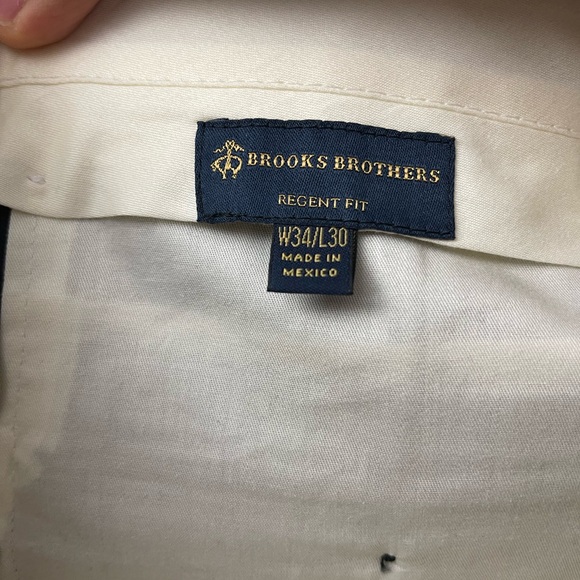 BROOKS BROTHERS
REGENT FIT
W34/L30
MADE IN
MEXICO